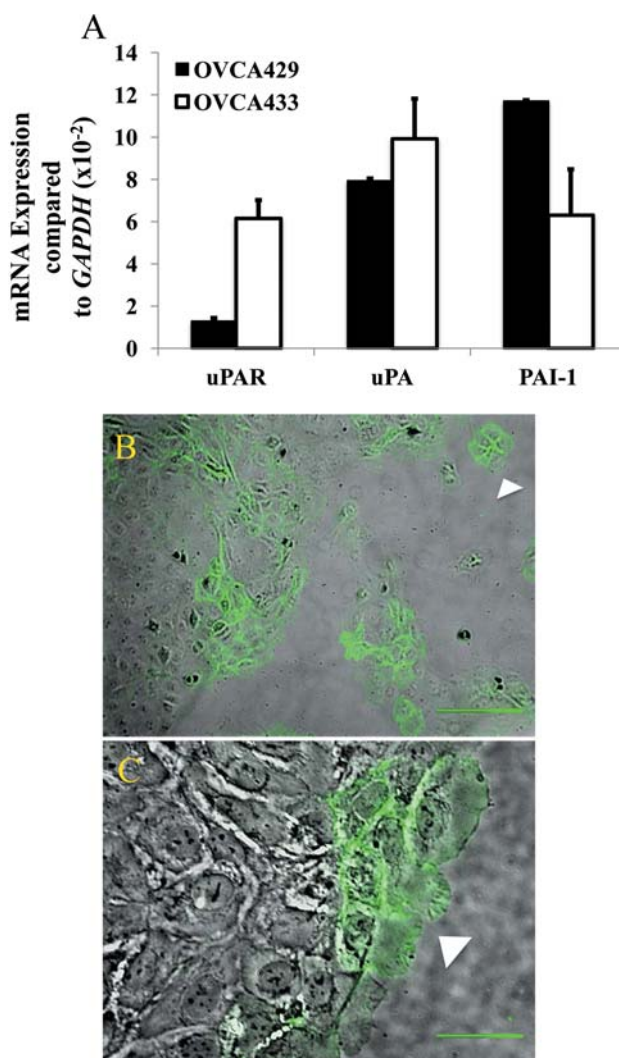 A
mRNA Expression
compared
to GAPDH (x10-2)
14
12
10
8
6
4
2
0
OVCA429
OVCA433
uPAR
uPA
PAI-1
B
C